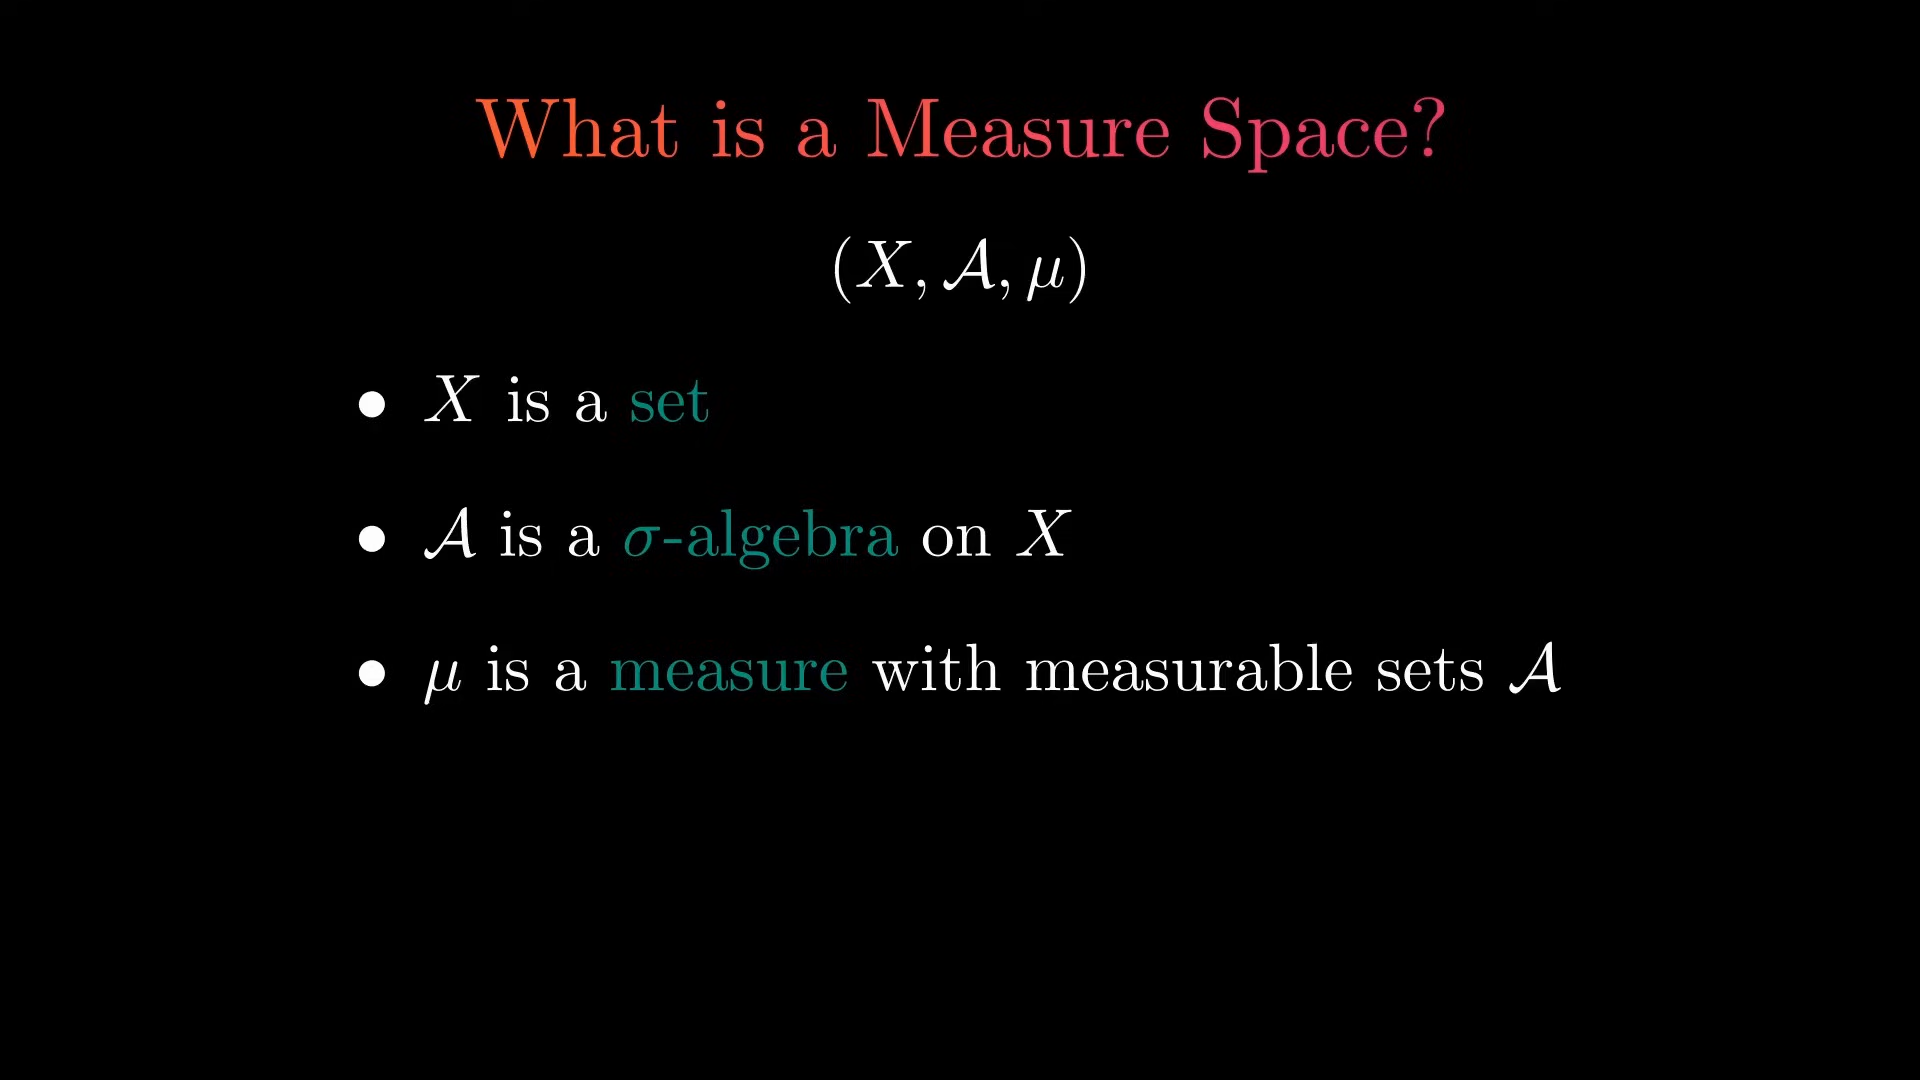 What is a Measure Space?
(X, 𝒜, μ)
• X is a set
• 𝒜 is a σ-algebra on X
• μ is a measure with measurable sets 𝒜